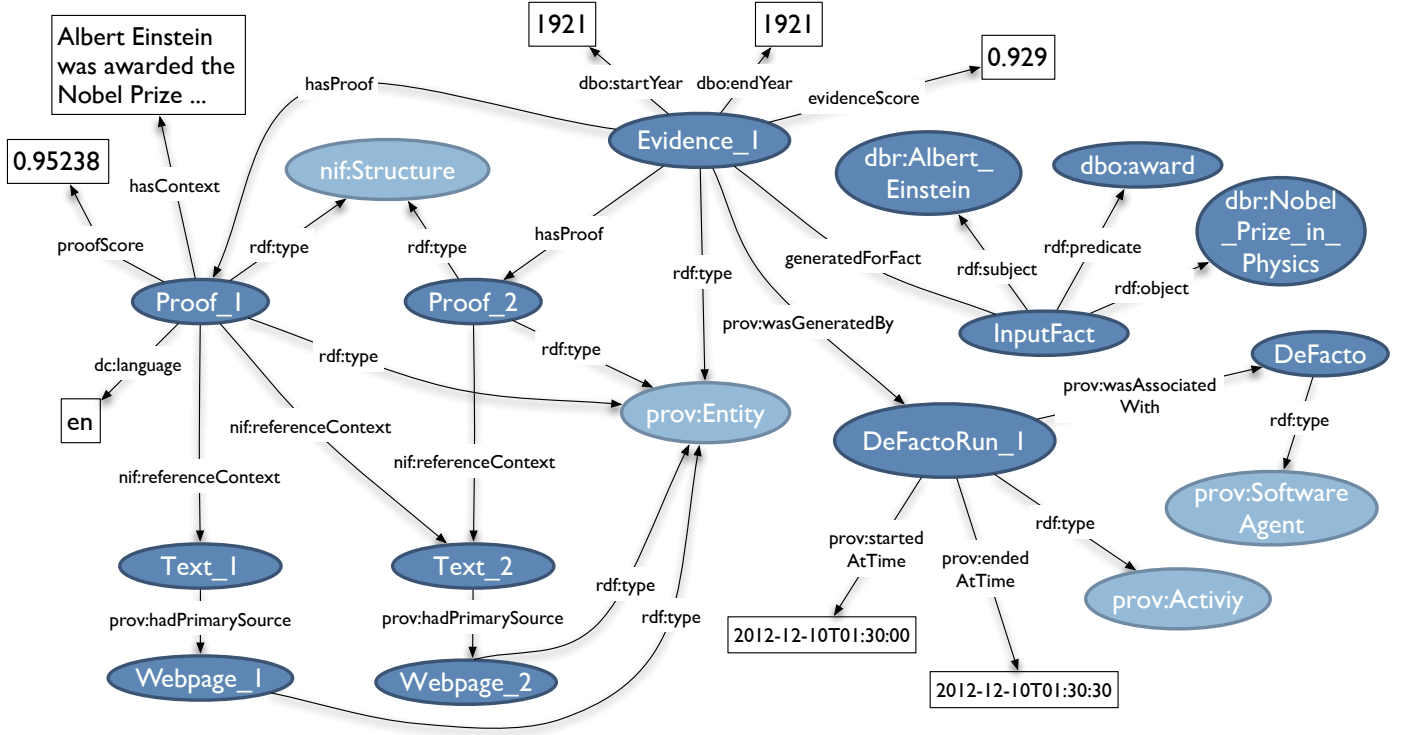 1921
1921
Albert Einstein
was awarded the
Nobel Prize ...
0.929
hasProof
dbo:startYear
dbo:endYear
evidenceScore
Evidence_1
0.95238
nif:Structure
dbr:Albert_
Einstein
dbo:award
hasContext
dbr:Nobel
_Prize_in_
Physics
proofScore
rdf:type
rdf:type
hasProof
rdf:type
generatedForFact
rdf:subject
rdf:predicate
rdf:object
Proof_1
Proof_2
prov:wasGeneratedBy
InputFact
dc:language
rdf:type
rdf:type
DeFacto
prov:wasAssociated
With
en
prov:Entity
nif:referenceContext
DeFactoRun_1
rdf:type
nif:referenceContext
nif:referenceContext
prov:Software
Agent
rdf:type
prov:started
AtTime
prov:ended
AtTime
Text_1
Text_2
rdf:type
prov:Activiy
prov:hadPrimarySource
prov:hadPrimarySource
rdf:type
2012-12-10T01:30:00
Webpage_1
Webpage_2
2012-12-10T01:30:30